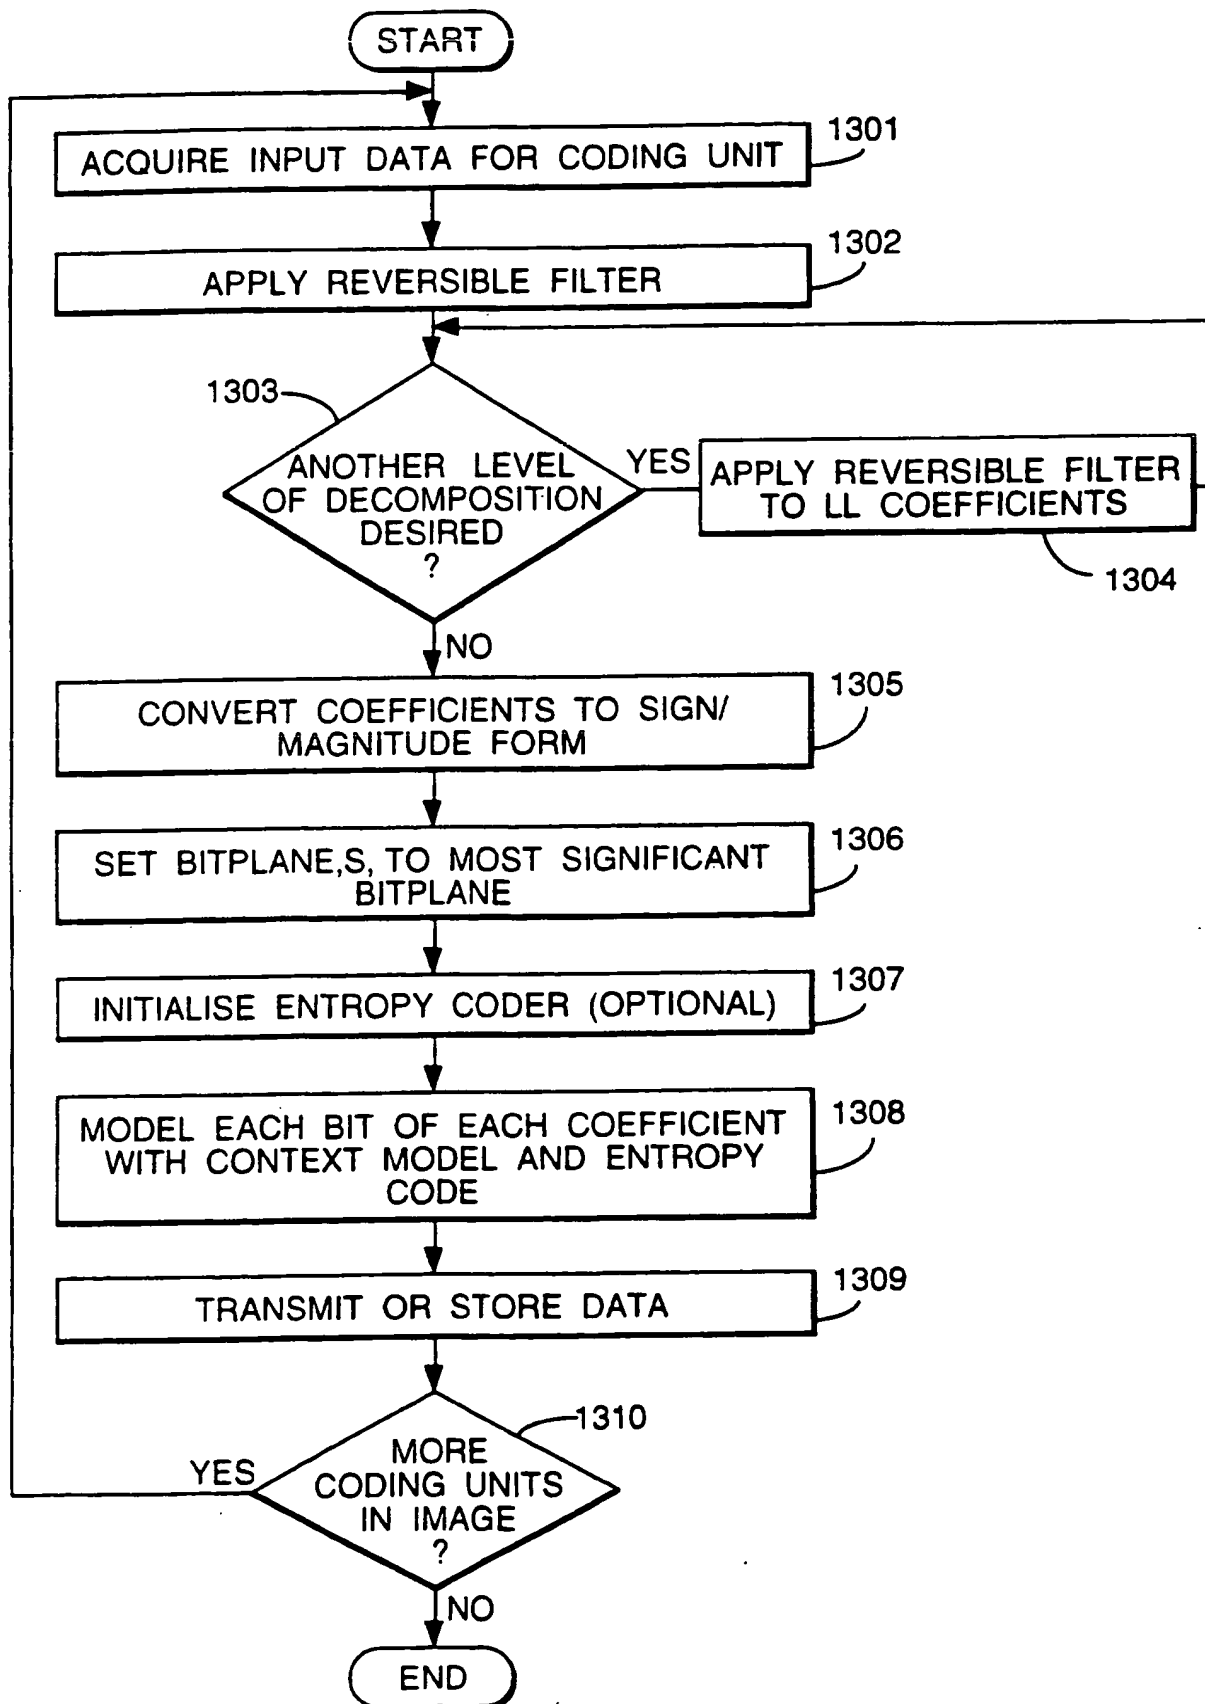 START
1301
ACQUIRE INPUT DATA FOR CODING UNIT
1302
APPLY REVERSIBLE FILTER
1303
ANOTHER LEVEL
OF DECOMPOSITION
DESIRED
?
YES
APPLY REVERSIBLE FILTER
TO LL COEFFICIENTS
1304
NO
1305
CONVERT COEFFICIENTS TO SIGN/
MAGNITUDE FORM
1306
SET BITPLANE,S, TO MOST SIGNIFICANT
BITPLANE
1307
INITIALISE ENTROPY CODER (OPTIONAL)
1308
MODEL EACH BIT OF EACH COEFFICIENT
WITH CONTEXT MODEL AND ENTROPY
CODE
1309
TRANSMIT OR STORE DATA
1310
YES
MORE
CODING UNITS
IN IMAGE
?
NO
END